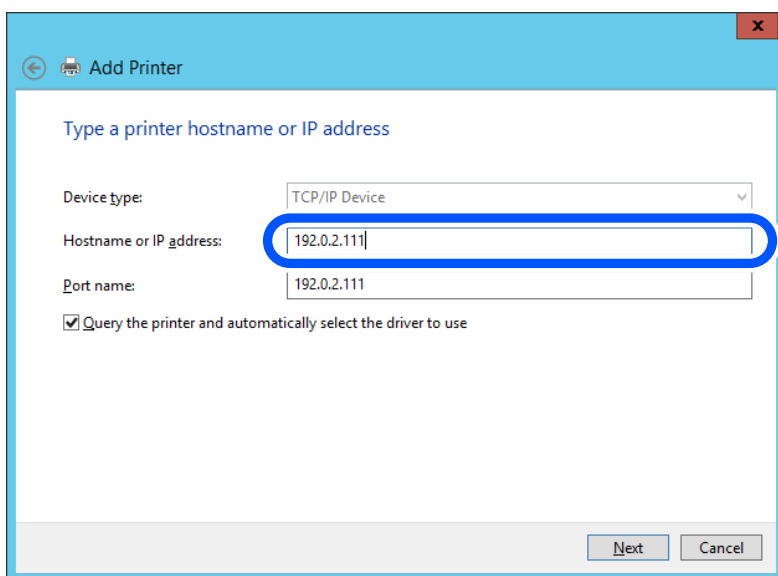 x
Add Printer
Type a printer hostname or IP address
Device type: TCP/IP Device
Hostname or IP address: 192.0.2.111
Port name: 192.0.2.111
Query the printer and automatically select the driver to use
Next Cancel